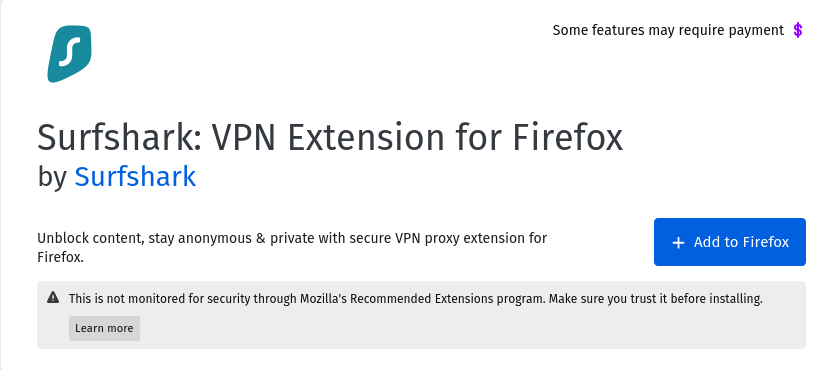 Some features may require payment $
Surfshark: VPN Extension for Firefox
by Surfshark
Unblock content, stay anonymous & private with secure VPN proxy extension for
Firefox.
+ Add to Firefox
This is not monitored for security through Mozilla's Recommended Extensions program. Make sure you trust it before installing.
Learn more